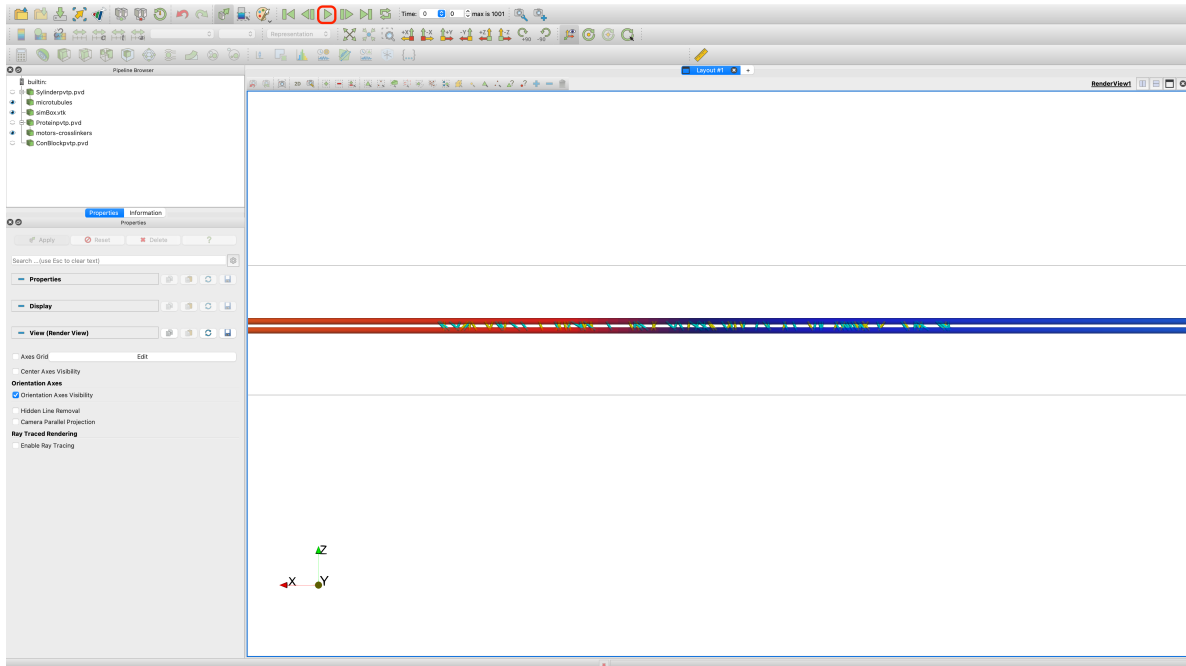 Time: 0 0 max is 1001
Representation
+X -X +Y -Y +Z -Z +90 -90
Pipeline Browser
Layout #1 +
builtin:
Sylinderpvtp.pvd
microtubules
simBox.vtk
Proteinpvtp.pvd
motors-crosslinkers
ConBlockpvtp.pvd
RenderView1
Properties Information
Properties
Apply Reset Delete ?
Search ... (use Esc to clear text)
Properties
Display
View (Render View)
Axes Grid Edit
Center Axes Visibility
Orientation Axes
Orientation Axes Visibility
Hidden Line Removal
Camera Parallel Projection
Ray Traced Rendering
Enable Ray Tracing
Z
X Y